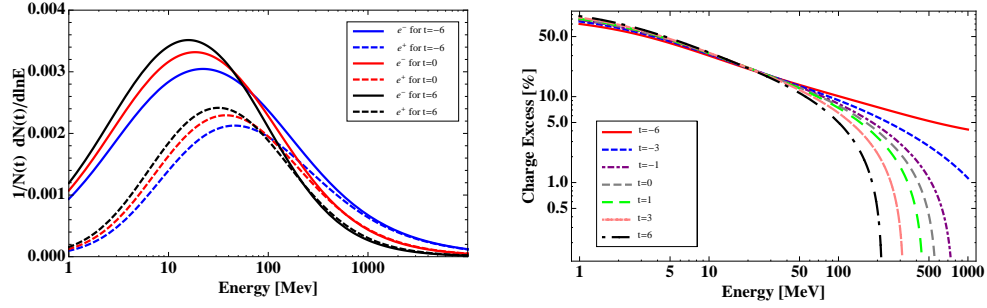 0.004
0.003
0.002
0.001
0.000
1/N(t) dN(t)/dlnE
e⁻ for t=−6
e⁺ for t=−6
e⁻ for t=0
e⁺ for t=0
e⁻ for t=6
e⁺ for t=6
1 10 100 1000
Energy [Mev]
50.0
10.0
5.0
1.0
0.5
Charge Excess [%]
t=−6
t=−3
t=−1
t=0
t=1
t=3
t=6
1 5 10 50 100 500 1000
Energy [MeV]